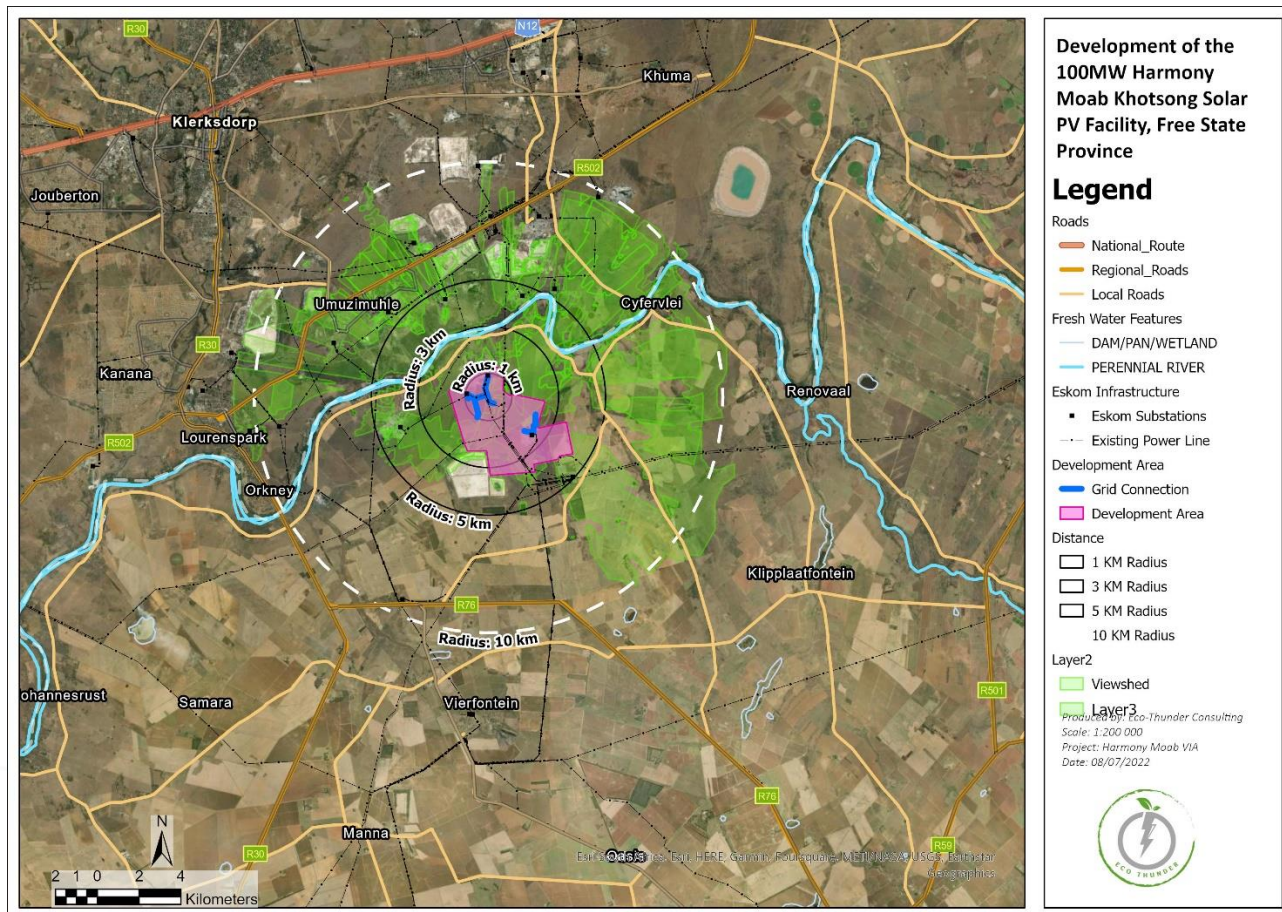 R30
N12
Khuma
Klerksdorp
R502
Jouberton
Umuzimuhle
Cyfervlei
R30
Radius: 3 km
Radius: 1 km
Kanana
Renovaal
Lourenspark
R502
Orkney
Radius: 5 km
Klipplaatfontein
R76
Radius: 10 km
ohannesrust
Samara
Vierfontein
R501
R76
N
Manna
R30
Oasis
R59
2 1 0 2 4
Kilometers
Geographics
Development of the
100MW Harmony
Moab Khotsong Solar
PV Facility, Free State
Province
Legend
Roads
National_Route
Regional_Roads
Local Roads
Fresh Water Features
DAM/PAN/WETLAND
PERENNIAL RIVER
Eskom Infrastructure
Eskom Substations
Existing Power Line
Development Area
Grid Connection
Development Area
Distance
1 KM Radius
3 KM Radius
5 KM Radius
10 KM Radius
Layer2
Viewshed
Layer3
Produced by: Eco-Thunder Consulting
Scale: 1:200 000
Project: Harmony Moab VIA
Date: 08/07/2022
ECO THUNDER